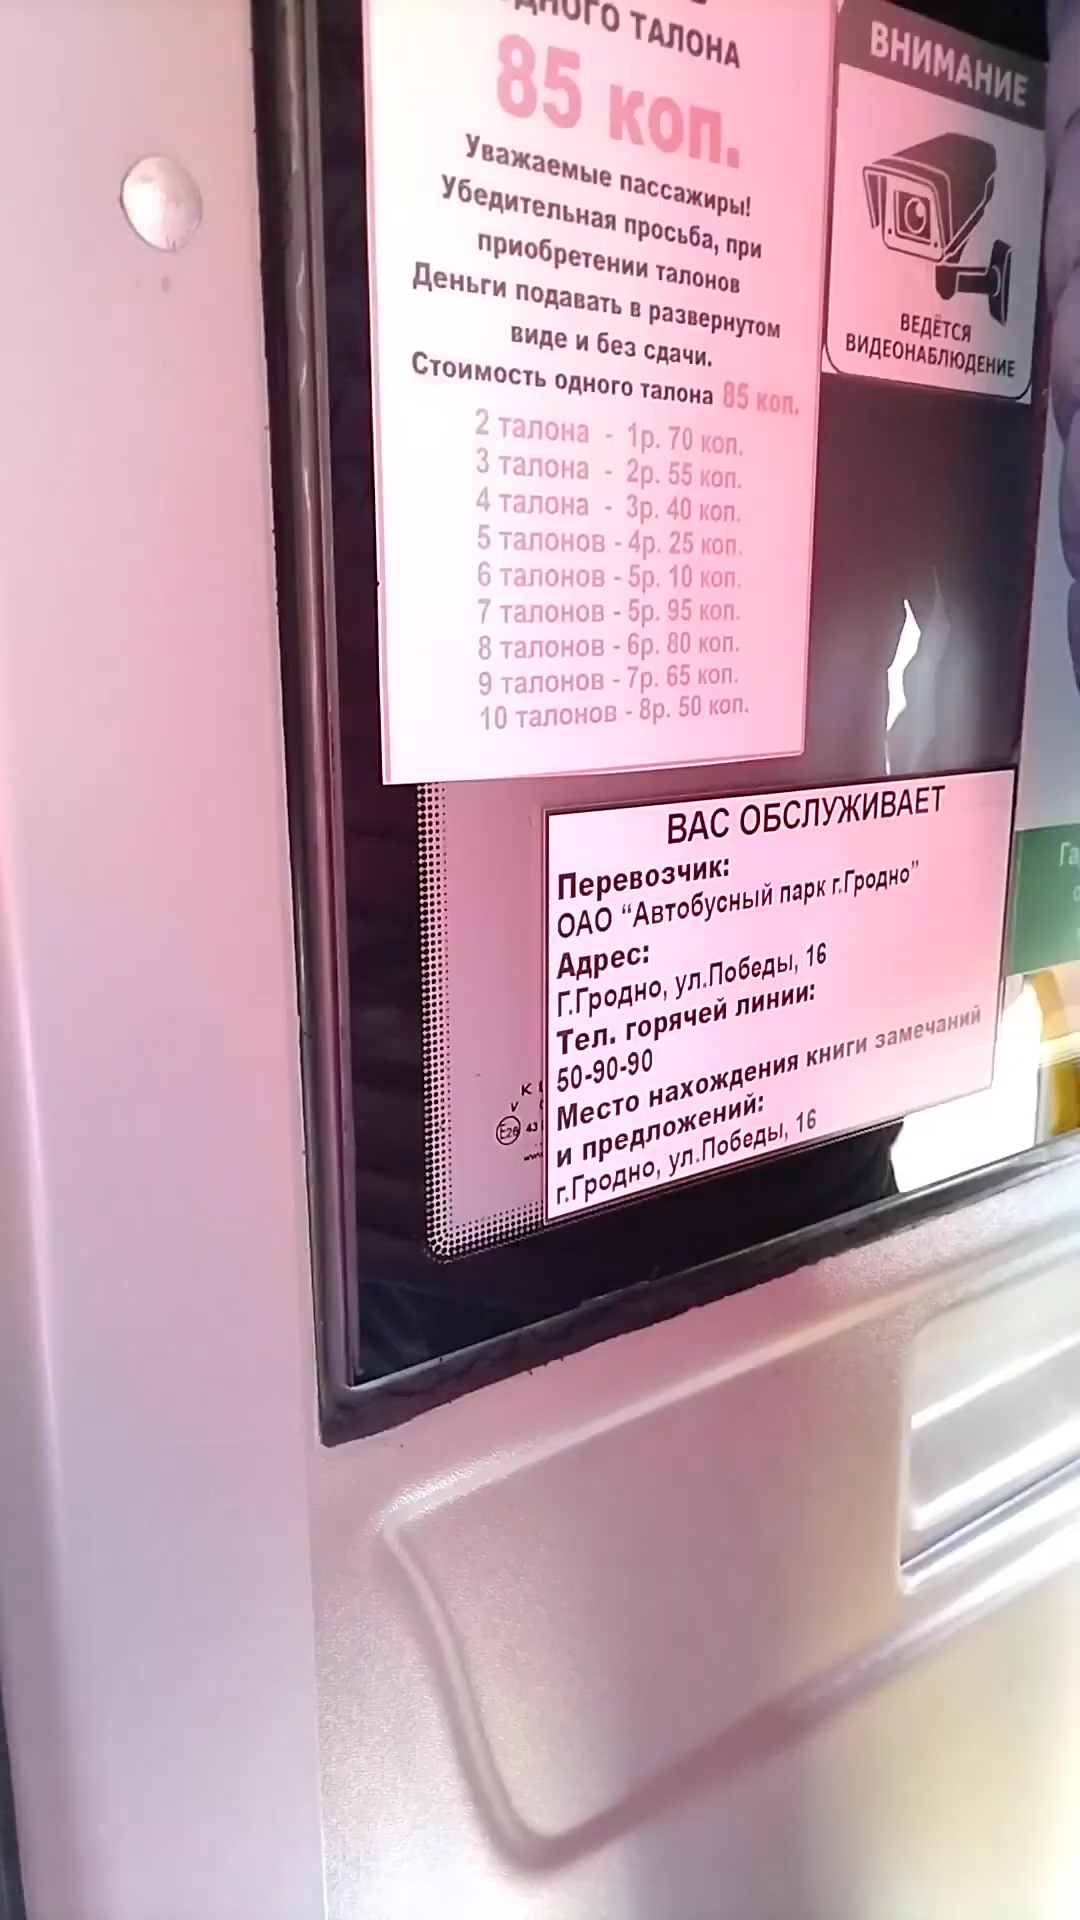 ОДНОГО ТАЛОНА
85 коп.
Уважаемые пассажиры!
Убедительная просьба, при
приобретении талонов
Деньги подавать в развернутом
виде и без сдачи.
Стоимость одного талона 85 коп.
2 талона - 1р. 70 коп.
3 талона - 2р. 55 коп.
4 талона - 3р. 40 коп.
5 талонов - 4р. 25 коп.
6 талонов - 5р. 10 коп.
7 талонов - 5р. 95 коп.
8 талонов - 6р. 80 коп.
9 талонов - 7р. 65 коп.
10 талонов - 8р. 50 коп.
ВНИМАНИЕ
ВЕДЁТСЯ
ВИДЕОНАБЛЮДЕНИЕ
ВАС ОБСЛУЖИВАЕТ
Перевозчик:
ОАО “Автобусный парк г.Гродно”
Адрес:
Г.Гродно, ул.Победы, 16
Тел. горячей линии:
50-90-90
Место нахождения книги замечаний
и предложений:
г.Гродно, ул.Победы, 16
E26 43